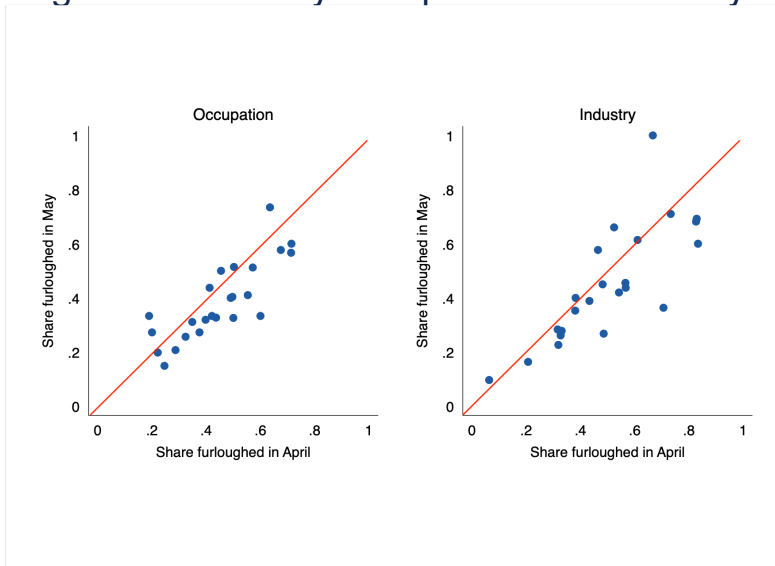 Occupation
Share furloughed in May
1
.8
.6
.4
.2
0
0 .2 .4 .6 .8 1
Share furloughed in April
Industry
Share furloughed in May
1
.8
.6
.4
.2
0
0 .2 .4 .6 .8 1
Share furloughed in April